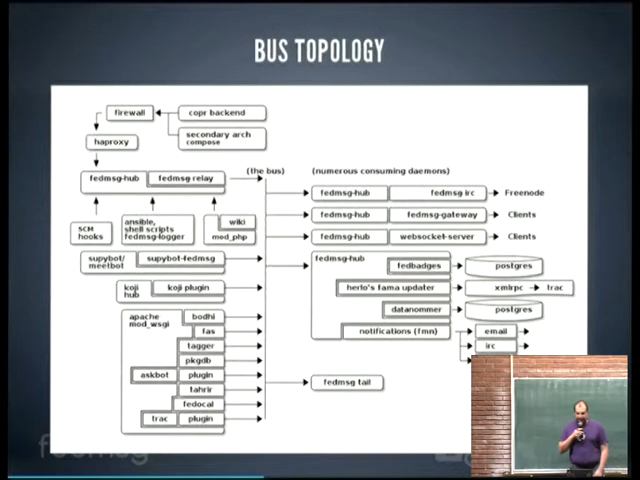 BUS TOPOLOGY
firewall
copr backend
secondary arch
compose
haproxy
fedmsg-hub
fedmsg-relay
(the bus)
(numerous consuming daemons)
fedmsg-hub
fedmsg irc
Freenode
SCM
hooks
ansible,
shell scripts
fedmsg-logger
wiki
mod_php
fedmsg-hub
fedmsg-gateway
Clients
fedmsg-hub
websocket-server
Clients
supybot/
meetbot
supybot-fedmsg
fedmsg-hub
fedbadges
postgres
koji
hub
koji plugin
herlo's fama updater
xmlrpc
trac
datanommer
postgres
apache
mod_wsgi
bodhi
fas
tagger
pkgdb
askbot
plugin
tahrir
fedocal
trac
plugin
notifications (fmn)
email
irc
fedmsg tail
fedmsg